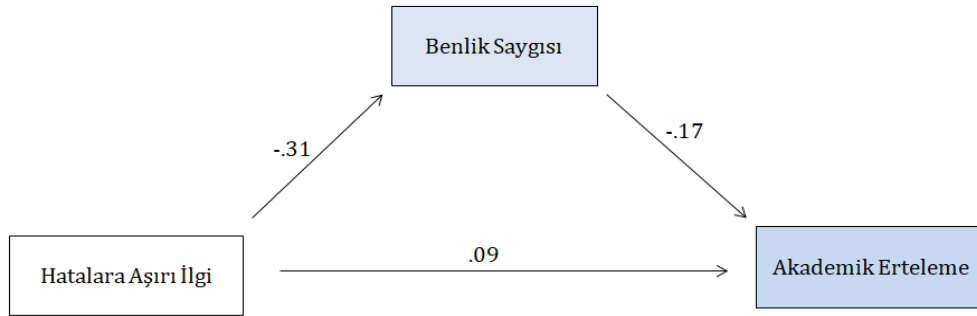 Benlik Saygısı
-.31
-.17
.09
Hatalara Aşırı İlgi
Akademik Erteleme